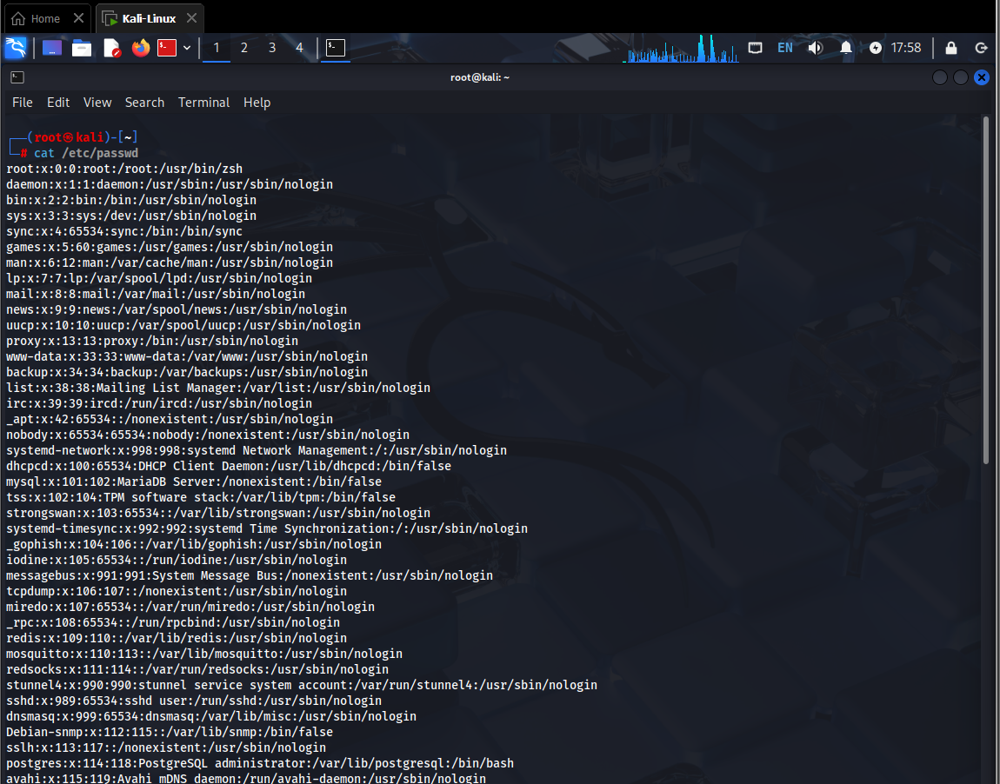 Home
Kali-Linux
1 2 3 4
EN
17:58
root@kali: ~
File Edit View Search Terminal Help
┌──(root㉿kali)-[~]
└─# cat /etc/passwd
root:x:0:0:root:/root:/usr/bin/zsh
daemon:x:1:1:daemon:/usr/sbin:/usr/sbin/nologin
bin:x:2:2:bin:/bin:/usr/sbin/nologin
sys:x:3:3:sys:/dev:/usr/sbin/nologin
sync:x:4:65534:sync:/bin:/bin/sync
games:x:5:60:games:/usr/games:/usr/sbin/nologin
man:x:6:12:man:/var/cache/man:/usr/sbin/nologin
lp:x:7:7:lp:/var/spool/lpd:/usr/sbin/nologin
mail:x:8:8:mail:/var/mail:/usr/sbin/nologin
news:x:9:9:news:/var/spool/news:/usr/sbin/nologin
uucp:x:10:10:uucp:/var/spool/uucp:/usr/sbin/nologin
proxy:x:13:13:proxy:/bin:/usr/sbin/nologin
www-data:x:33:33:www-data:/var/www:/usr/sbin/nologin
backup:x:34:34:backup:/var/backups:/usr/sbin/nologin
list:x:38:38:Mailing List Manager:/var/list:/usr/sbin/nologin
irc:x:39:39:ircd:/run/ircd:/usr/sbin/nologin
_apt:x:42:65534::/nonexistent:/usr/sbin/nologin
nobody:x:65534:65534:nobody:/nonexistent:/usr/sbin/nologin
systemd-network:x:998:998:systemd Network Management:/:/usr/sbin/nologin
dhcpcd:x:100:65534:DHCP Client Daemon:/usr/lib/dhcpcd:/bin/false
mysql:x:101:102:MariaDB Server:/nonexistent:/bin/false
tss:x:102:104:TPM software stack:/var/lib/tpm:/bin/false
strongswan:x:103:65534::/var/lib/strongswan:/usr/sbin/nologin
systemd-timesync:x:992:992:systemd Time Synchronization:/:/usr/sbin/nologin
_gophish:x:104:106::/var/lib/gophish:/usr/sbin/nologin
iodine:x:105:65534::/run/iodine:/usr/sbin/nologin
messagebus:x:991:991:System Message Bus:/nonexistent:/usr/sbin/nologin
tcpdump:x:106:107::/nonexistent:/usr/sbin/nologin
miredo:x:107:65534::/var/run/miredo:/usr/sbin/nologin
_rpc:x:108:65534::/run/rpcbind:/usr/sbin/nologin
redis:x:109:110::/var/lib/redis:/usr/sbin/nologin
mosquitto:x:110:113::/var/lib/mosquitto:/usr/sbin/nologin
redsocks:x:111:114::/var/run/redsocks:/usr/sbin/nologin
stunnel4:x:990:990:stunnel service system account:/var/run/stunnel4:/usr/sbin/nologin
sshd:x:989:65534:sshd user:/run/sshd:/usr/sbin/nologin
dnsmasq:x:999:65534:dnsmasq:/var/lib/misc:/usr/sbin/nologin
Debian-snmp:x:112:115::/var/lib/snmp:/bin/false
sslh:x:113:117::/nonexistent:/usr/sbin/nologin
postgres:x:114:118:PostgreSQL administrator:/var/lib/postgresql:/bin/bash
avahi:x:115:119:Avahi mDNS daemon:/run/avahi-daemon:/usr/sbin/nologin